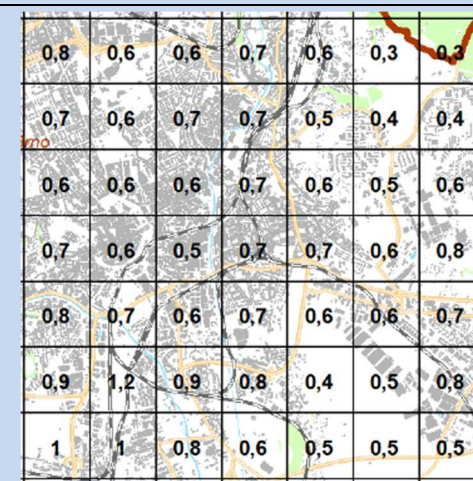 0,8 0,6 0,6 0,7 0,6 0,3 0,3
0,7 0,6 0,7 0,7 0,5 0,4 0,4
rno
0,6 0,6 0,6 0,7 0,6 0,5 0,6
0,7 0,6 0,5 0,7 0,7 0,6 0,8
0,8 0,7 0,6 0,7 0,6 0,6 0,7
0,9 1,2 0,9 0,8 0,4 0,5 0,8
1 1 0,8 0,6 0,5 0,5 0,5